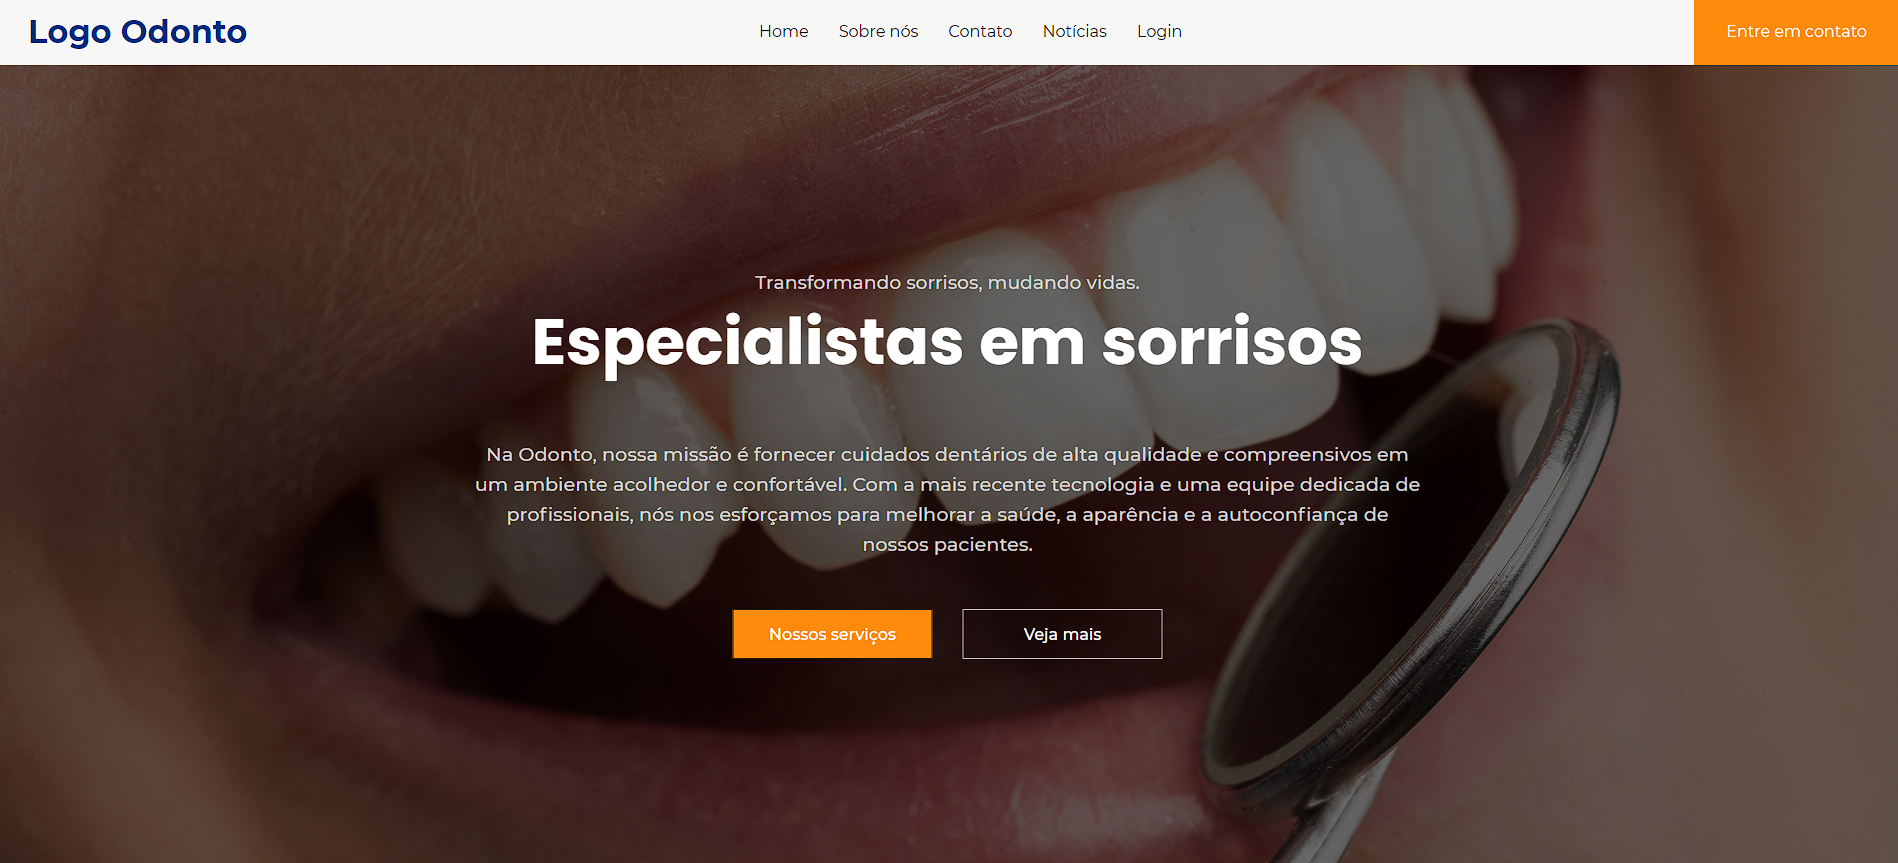 Logo Odonto
Home Sobre nós Contato Notícias Login
Entre em contato
Transformando sorrisos, mudando vidas.
Especialistas em sorrisos
Na Odonto, nossa missão é fornecer cuidados dentários de alta qualidade e compreensivos em
um ambiente acolhedor e confortável. Com a mais recente tecnologia e uma equipe dedicada de
profissionais, nós nos esforçamos para melhorar a saúde, a aparência e a autoconfiança de
nossos pacientes.
Nossos serviços
Veja mais